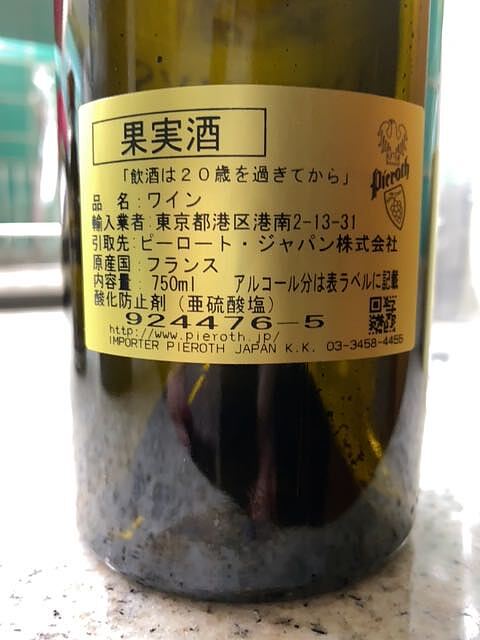 果実酒
「飲酒は20歳を過ぎてから」
Pieroth
品 名:ワイン
輸入業者:東京都港区港南2-13-31
引取先:ピーロート・ジャパン株式会社
原産国:フランス
内容量: 750ml アルコール分は表ラベルに記載
酸化防止剤(亜硫酸塩)
924476-5
http://www.pieroth.jp/
IMPORTER PIEROTH JAPAN K.K. 03-3458-4455